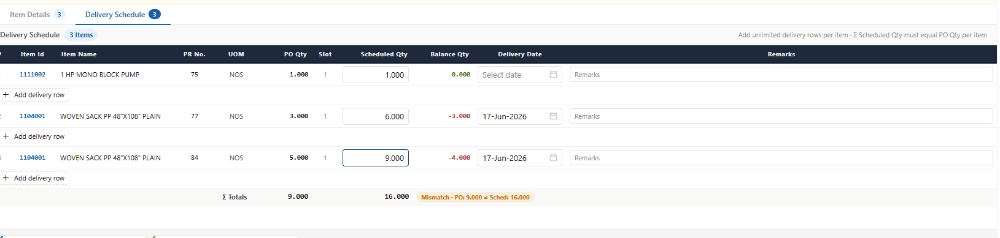 Item Details 3 Delivery Schedule 3
Delivery Schedule 3 Items Add unlimited delivery rows per item · Σ Scheduled Qty must equal PO Qty per item
Item Id Item Name PR No. UOM PO Qty Slot Scheduled Qty Balance Qty Delivery Date Remarks
1111002 1 HP MONO BLOCK PUMP 75 NOS 1.000 1 1.000 0.000 Select date Remarks
+ Add delivery row
1104001 WOVEN SACK PP 48"X108" PLAIN 77 NOS 3.000 1 6.000 -3.000 17-Jun-2026 Remarks
+ Add delivery row
1104001 WOVEN SACK PP 48"X108" PLAIN 84 NOS 5.000 1 9.000 -4.000 17-Jun-2026 Remarks
+ Add delivery row
Σ Totals 9.000 16.000 Mismatch · PO: 9.000 ≠ Sched: 16.000